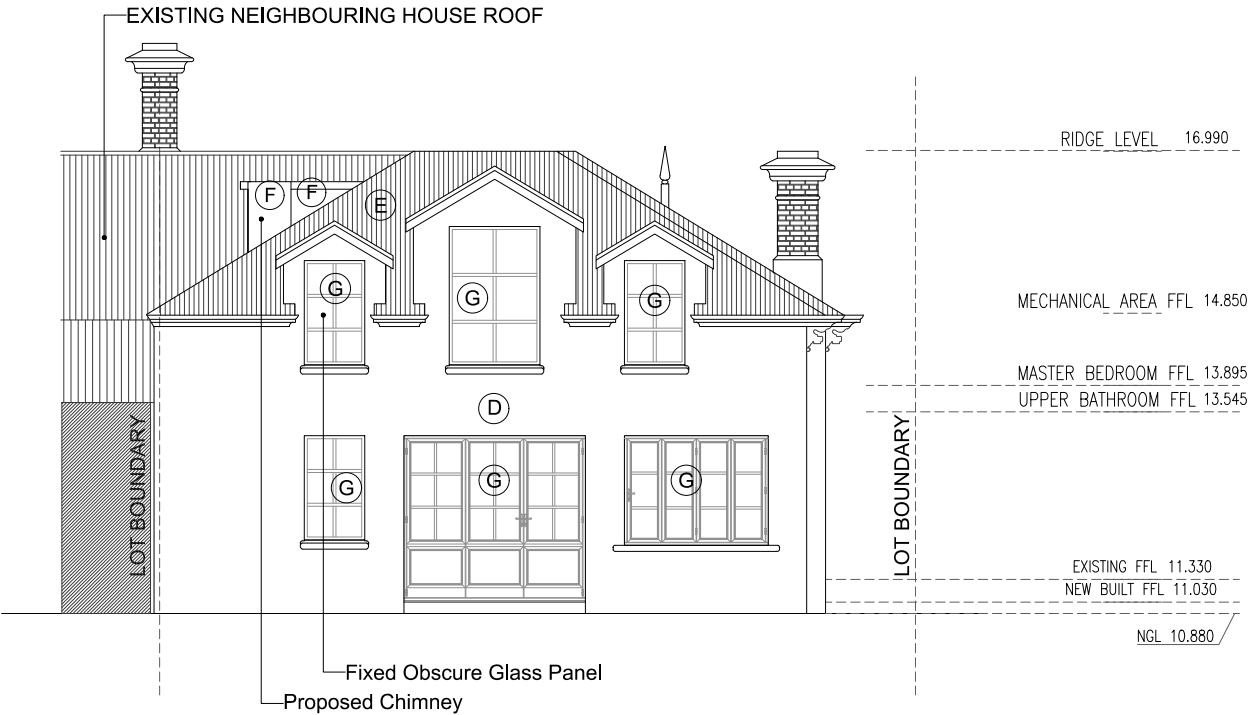 EXISTING NEIGHBOURING HOUSE ROOF
RIDGE LEVEL 16.990
F
F
E
G
G
G
MECHANICAL AREA FFL 14.850
MASTER BEDROOM FFL 13.895
UPPER BATHROOM FFL 13.545
D
LOT BOUNDARY
LOT BOUNDARY
G
G
G
EXISTING FFL 11.330
NEW BUILT FFL 11.030
NGL 10.880
Fixed Obscure Glass Panel
Proposed Chimney